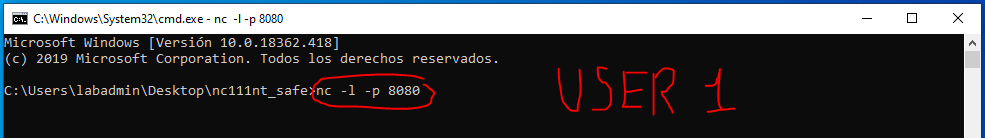 C:\Windows\System32\cmd.exe - nc -l -p 8080
Microsoft Windows [Versión 10.0.18362.418]
(c) 2019 Microsoft Corporation. Todos los derechos reservados.
C:\Users\labadmin\Desktop\nc111nt_safe>nc -l -p 8080
USER 1